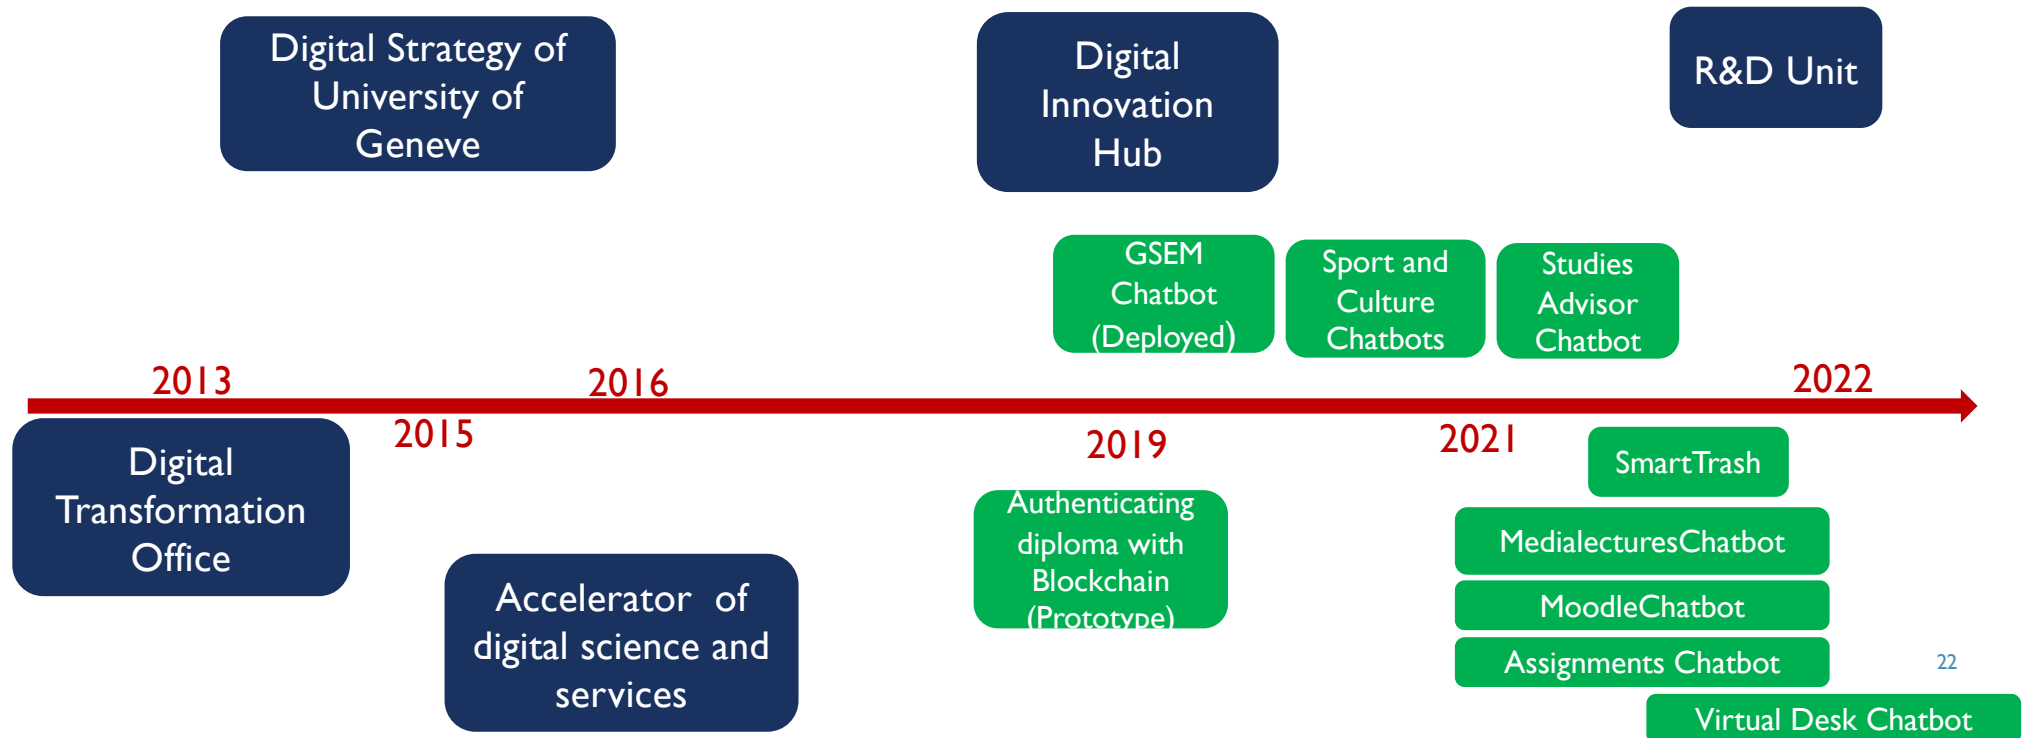 Digital Strategy of
University of
Geneve
Digital
Innovation
Hub
R&D Unit
GSEM
Chatbot
(Deployed)
Sport and
Culture
Chatbots
Studies
Advisor
Chatbot
2013
2016
2022
2015
2019
2021
Digital
Transformation
Office
Accelerator of
digital science and
services
Authenticating
diploma with
Blockchain
(Prototype)
SmartTrash
MedialecturesChatbot
MoodleChatbot
Assignments Chatbot
22
Virtual Desk Chatbot